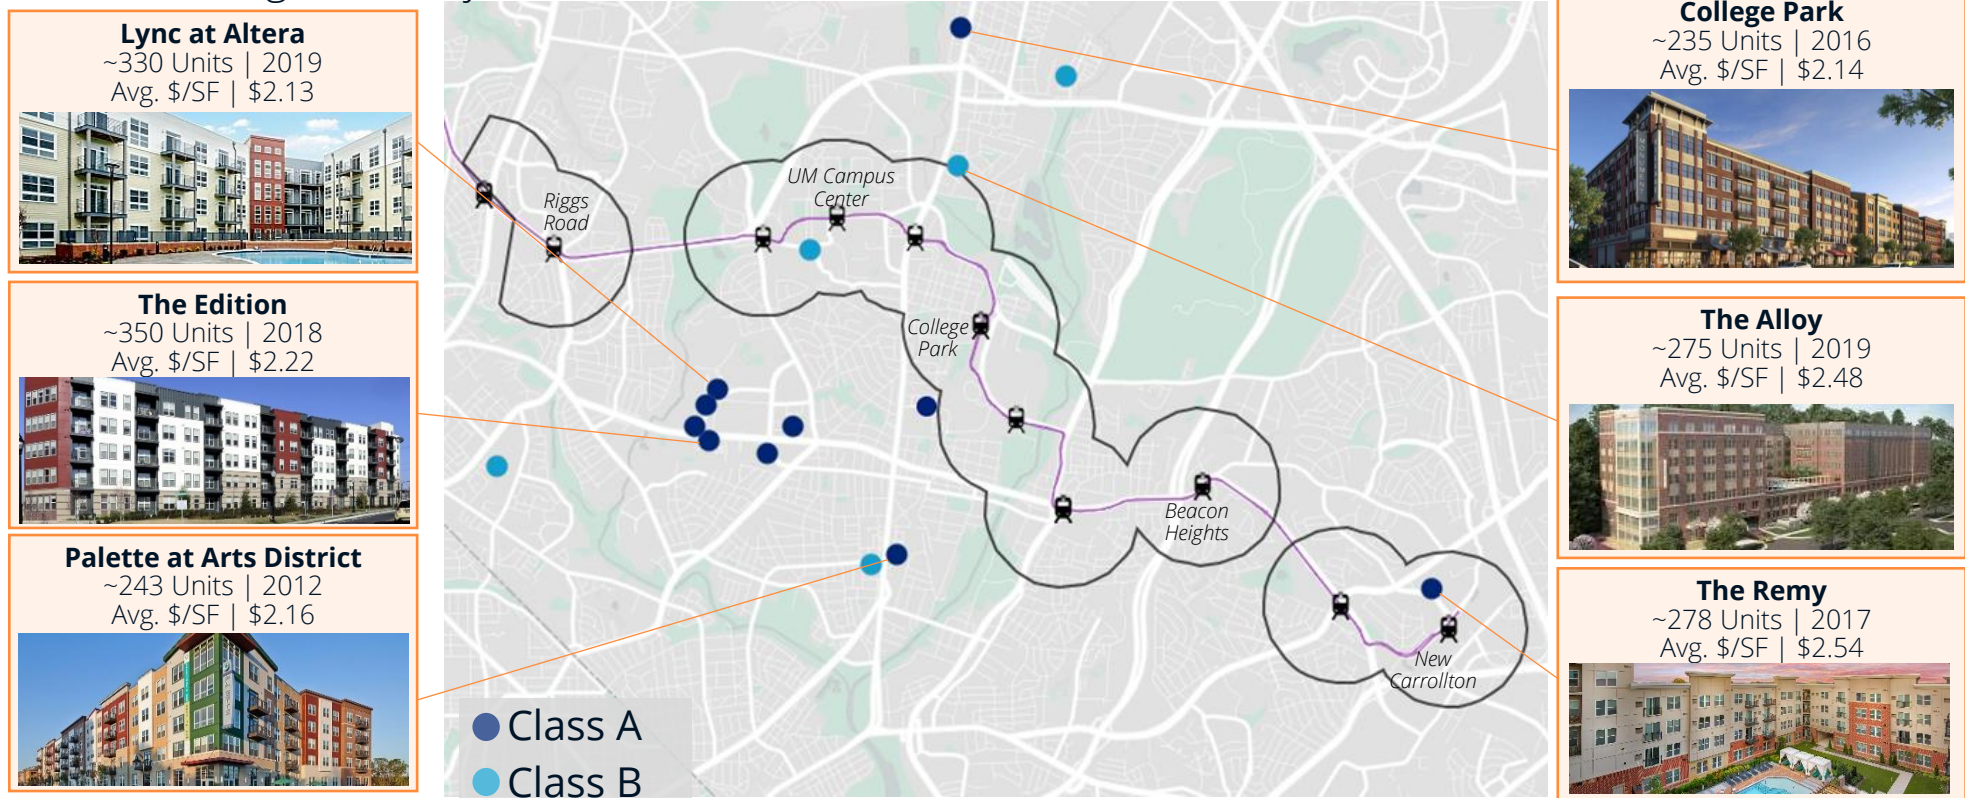 Lync at Altera
~330 Units | 2019
Avg. $/SF | $2.13
The Edition
~350 Units | 2018
Avg. $/SF | $2.22
Palette at Arts District
~243 Units | 2012
Avg. $/SF | $2.16
Riggs
Road
UM Campus
Center
College
Park
Beacon
Heights
New
Carrollton
Class A
Class B
College Park
~235 Units | 2016
Avg. $/SF | $2.14
The Alloy
~275 Units | 2019
Avg. $/SF | $2.48
The Remy
~278 Units | 2017
Avg. $/SF | $2.54